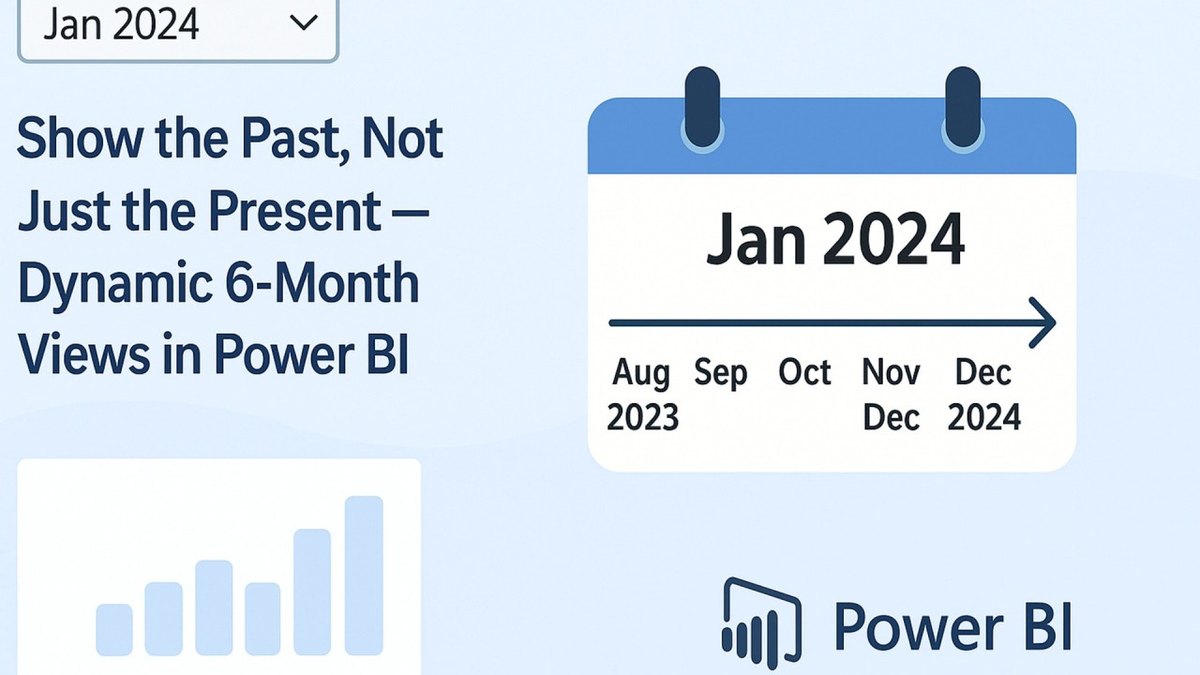 Jan 2024
Show the Past, Not
Just the Present —
Dynamic 6-Month
Views in Power BI
Jan 2024
Aug Sep Oct Nov Dec
2023 Dec 2024
Power BI